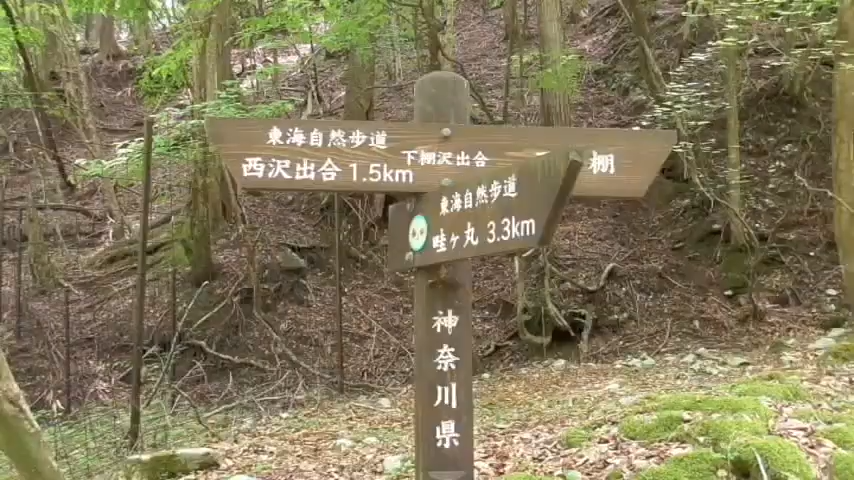 東海自然歩道
西沢出合 1.5km
下棚沢出合
棚
東海自然歩道
畦ヶ丸 3.3km
神奈川県